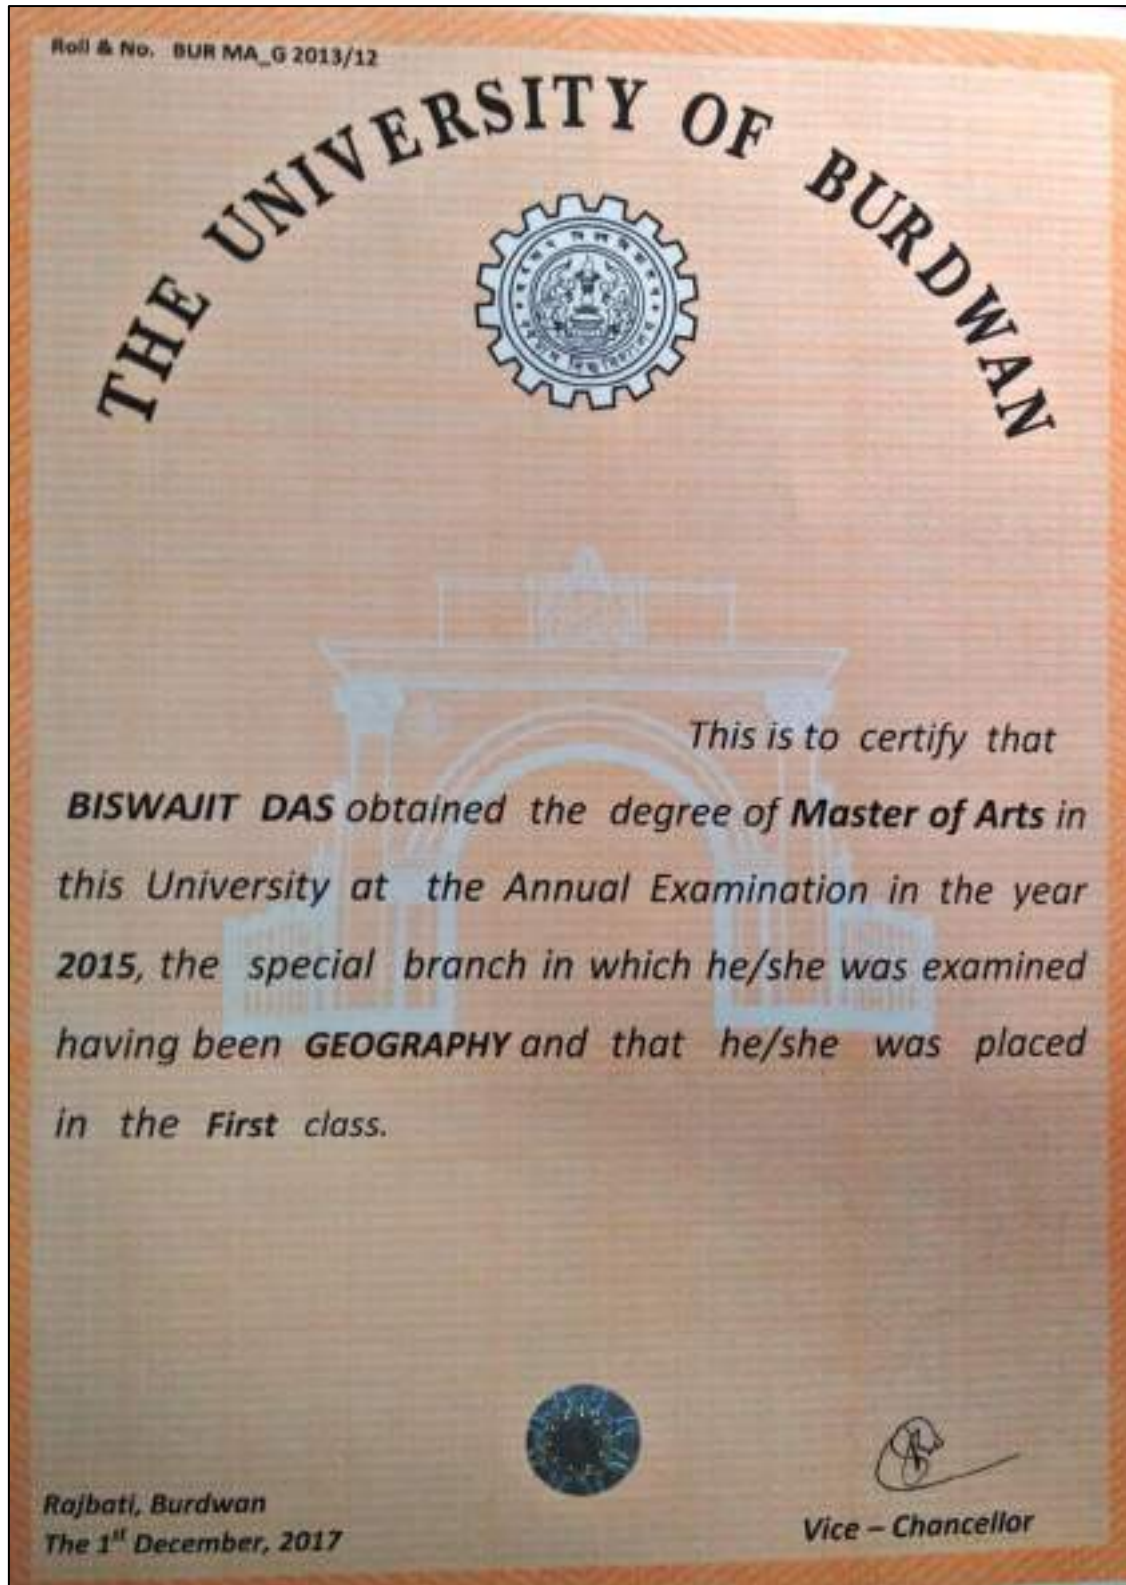 Roll & No. BUR MA_G 2013/12
THE UNIVERSITY OF BURDWAN
This is to certify that
BISWAJIT DAS obtained the degree of Master of Arts in
this University at the Annual Examination in the year
2015, the special branch in which he/she was examined
having been GEOGRAPHY and that he/she was placed
in the First class.
Rajbati, Burdwan
The 1st December, 2017
Vice – Chancellor